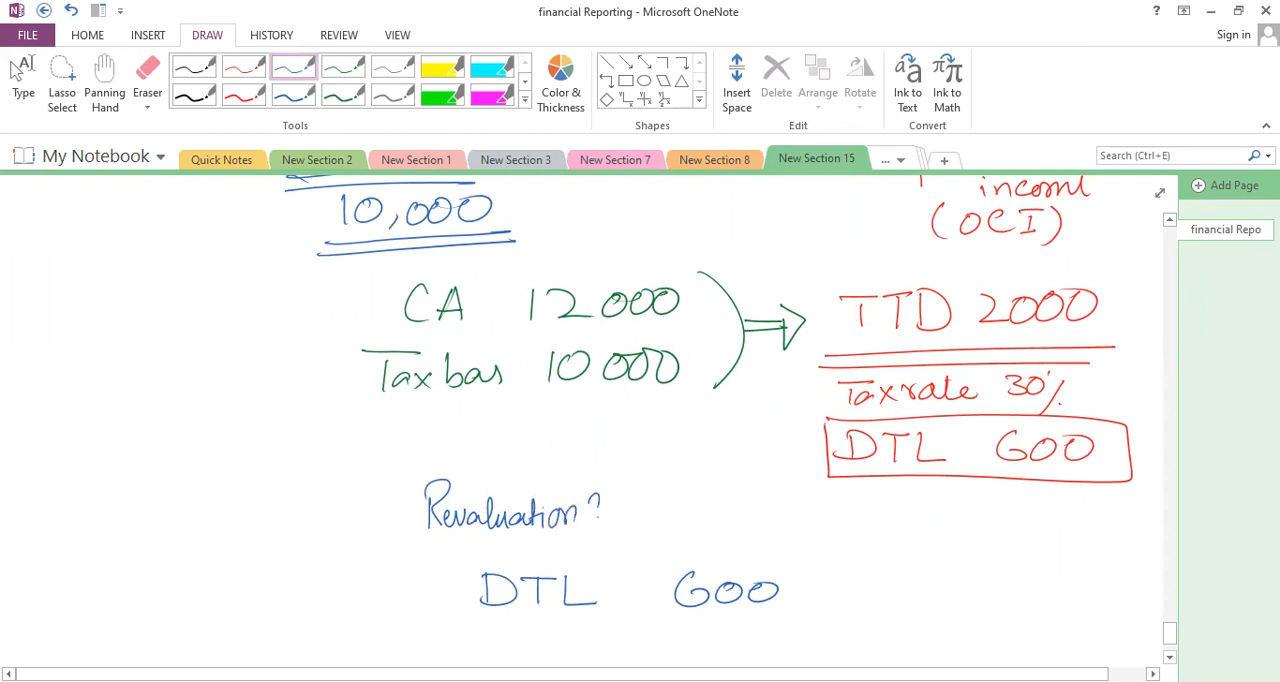 financial Reporting - Microsoft OneNote
?
FILE HOME INSERT DRAW HISTORY REVIEW VIEW
Sign in
Type Lasso Select Panning Hand Eraser Color & Thickness Insert Space Delete Arrange Rotate Ink to Text Ink to Math
Tools Shapes Edit Convert
My Notebook Quick Notes New Section 2 New Section 1 New Section 3 New Section 7 New Section 8 New Section 15 ... Search (Ctrl+E)
Add Page
financial Repo
income
10,000
(OCI)
CA 12000
TTD 2000
Tax bas 10 000
Tax rate 30%
DTL 600
Revaluation?
DTL 600